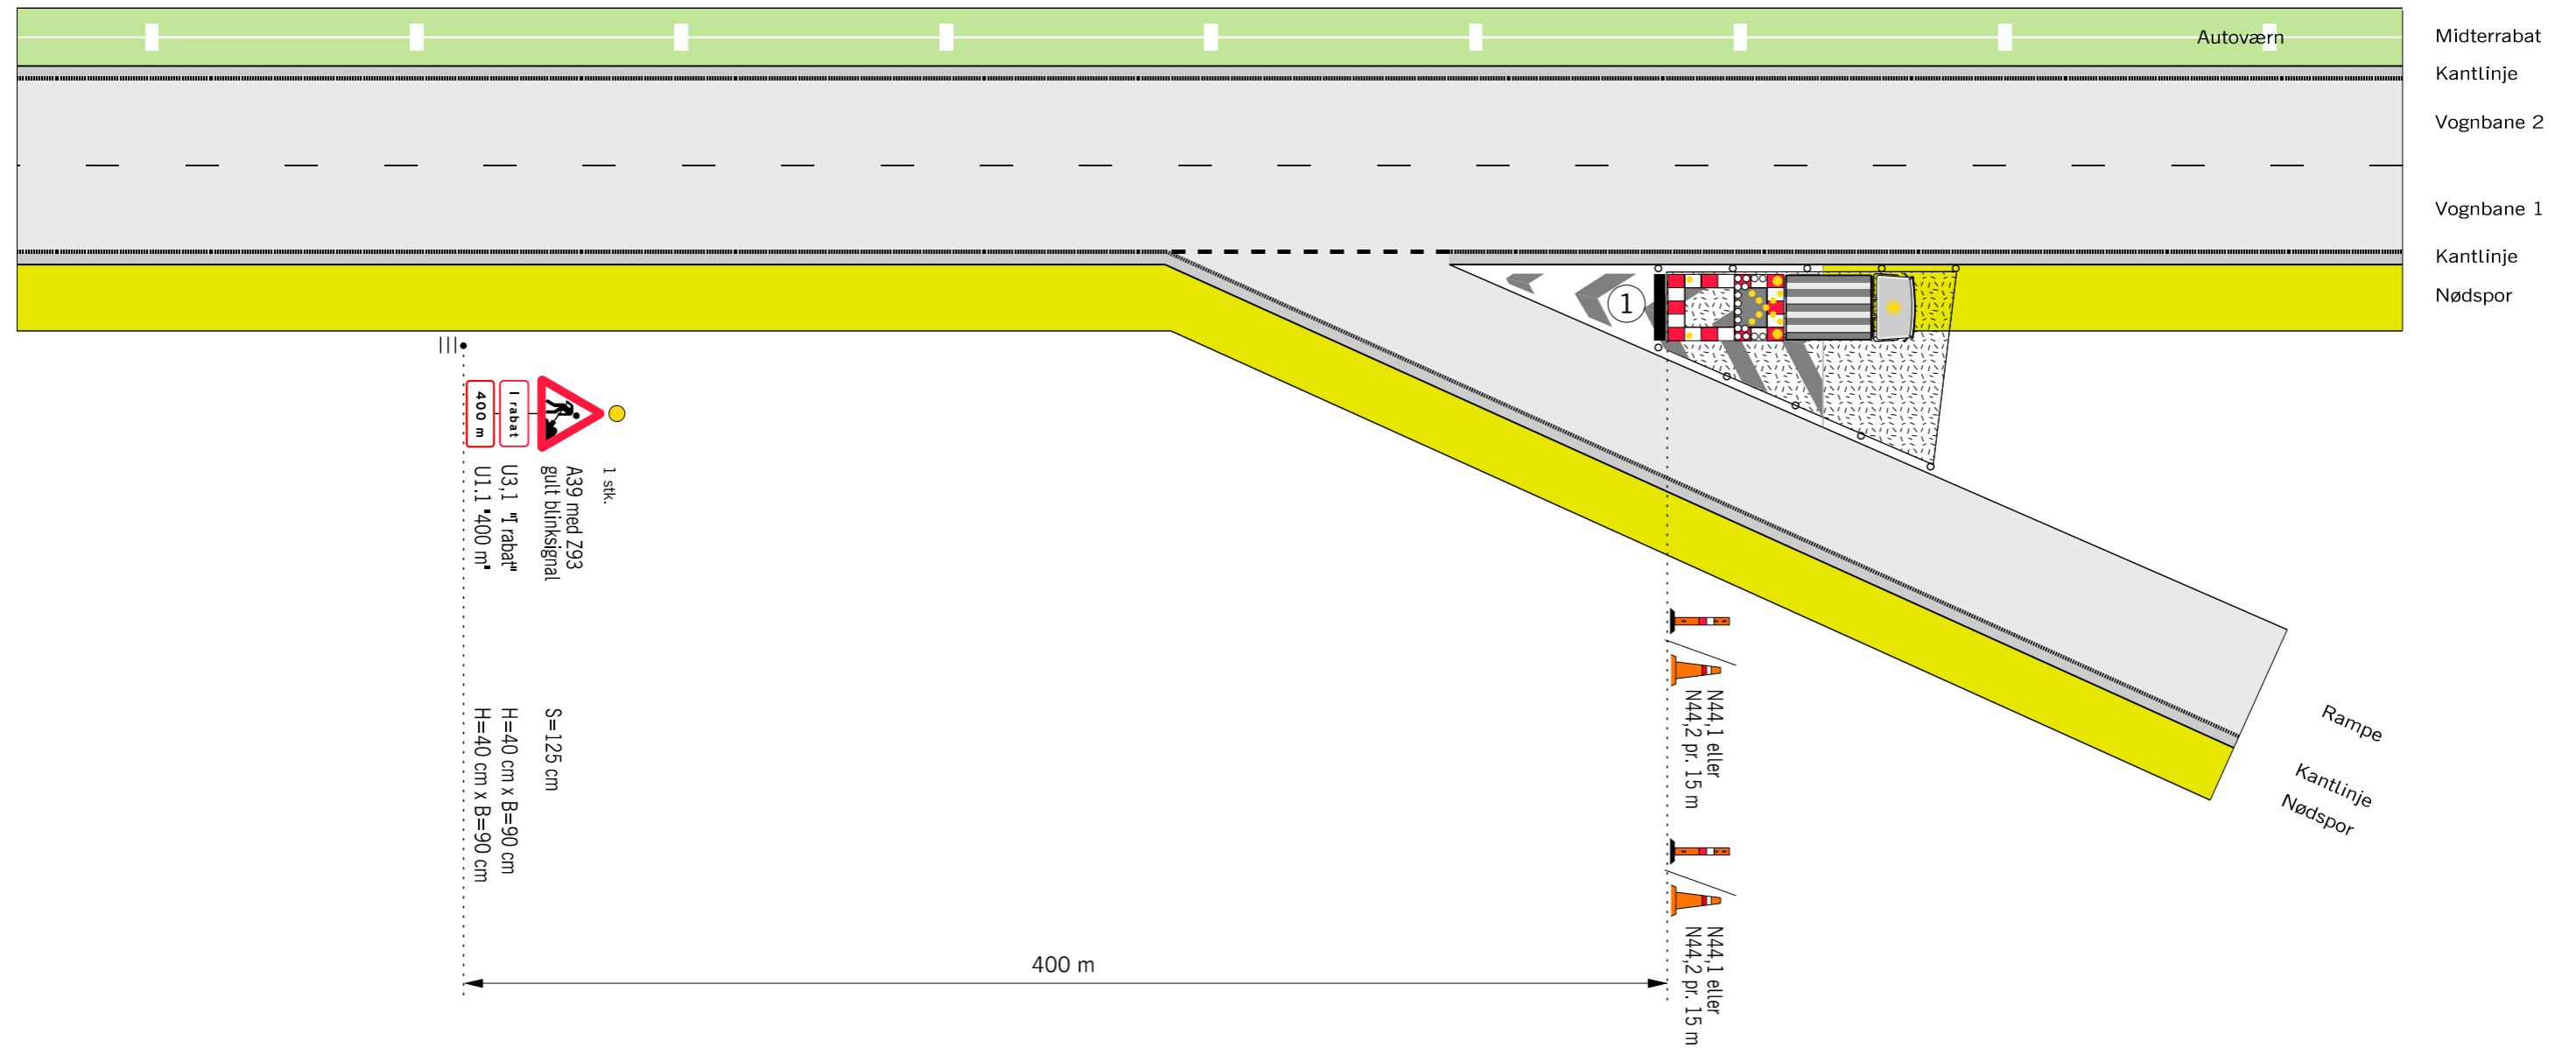 Autoværn
Midterrabat
Kantlinje
Vognbane 2
Vognbane 1
Kantlinje
Nødspor
1
400 m
I rabat
1 stk.
A39 med Z93
gult blinksignal
U3,1 "I rabat"
U1.1 "400 m"
S=125 cm
H=40 cm x B=90 cm
H=40 cm x B=90 cm
N44,1 eller
N44,2 pr. 15 m
N44,1 eller
N44,2 pr. 15 m
400 m
Rampe
Kantlinje
Nødspor